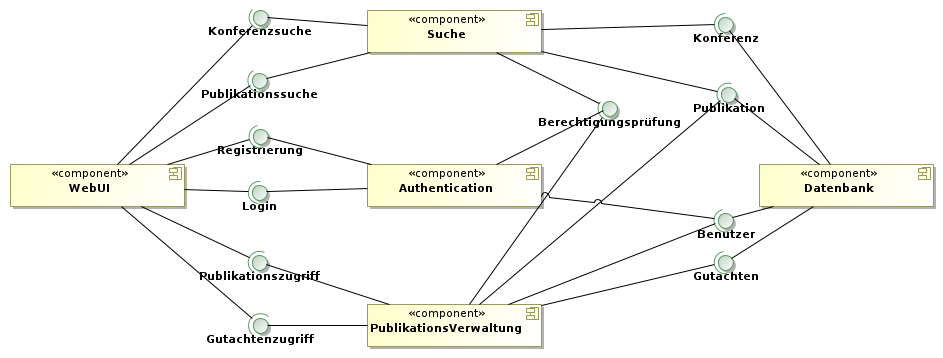 Konferenzsuche
«component»
Suche
Konferenz
Publikationssuche
Publikation
Berechtigungsprüfung
Registrierung
«component»
WebUI
«component»
Authentication
«component»
Datenbank
Login
Benutzer
Publikationszugriff
Gutachten
«component»
PublikationsVerwaltung
Gutachtenzugriff